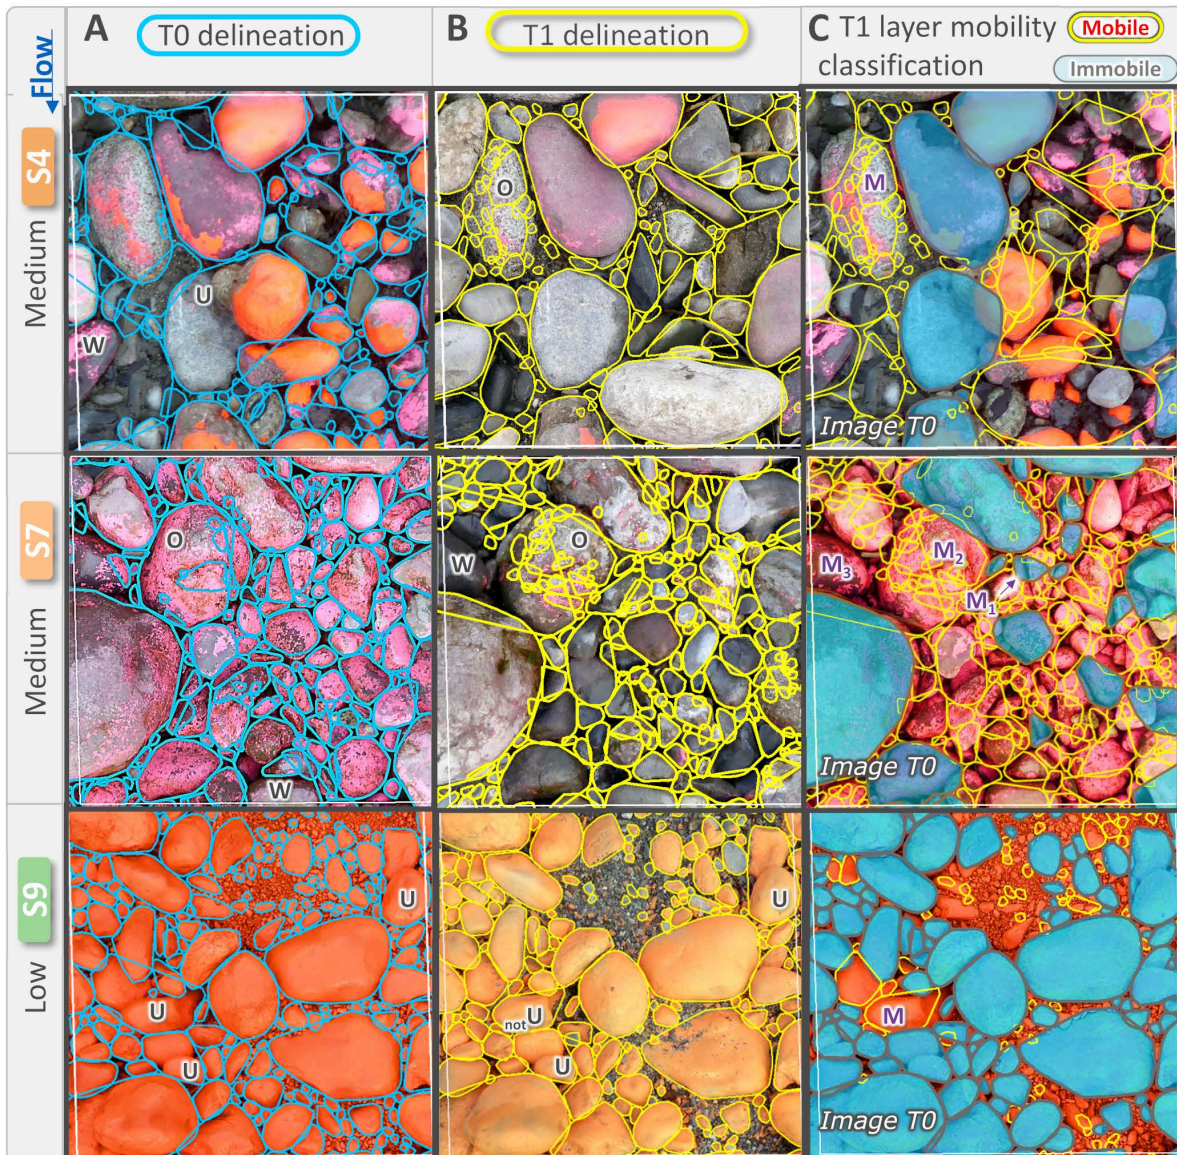 Flow
A
T0 delineation
B
T1 delineation
C T1 layer mobility
classification
Mobile
Immobile
S4
Medium
U
W
O
M
Image T0
S7
Medium
O
W
O
W
M₂
M₃
M₁
Image T0
S9
Low
U
U
U
U
not U
U
M
Image T0